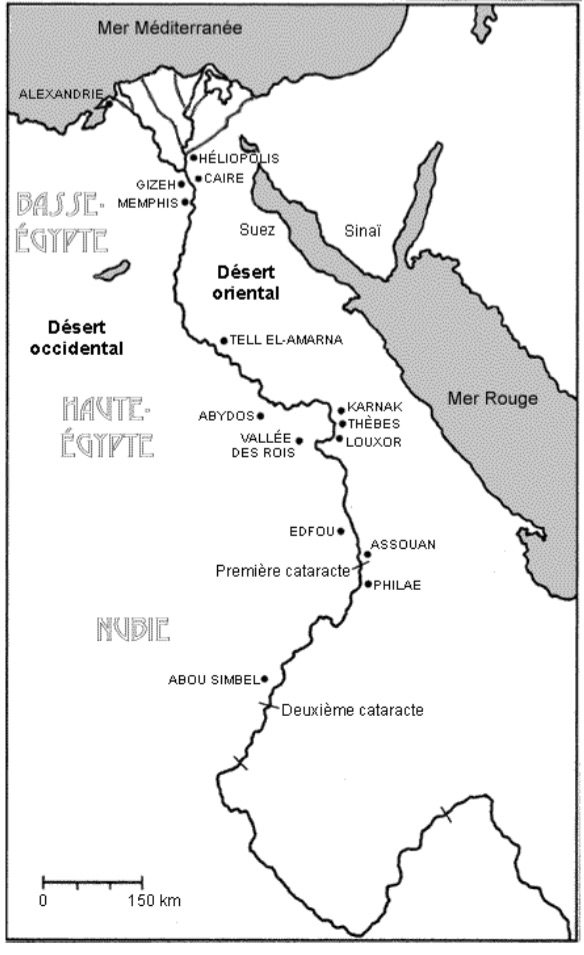 Mer Méditerranée
ALEXANDRIE
HÉLIOPOLIS
CAIRE
GIZEH
MEMPHIS
BASSE-
ÉGYPTE
Suez
Sinaï
Désert
oriental
Désert
occidental
TELL EL-AMARNA
HAUTE-
ÉGYPTE
Mer Rouge
KARNAK
ABYDOS
THÈBES
VALLÉE
DES ROIS
LOUXOR
EDFOU
ASSOUAN
Première cataracte
PHILAE
NUBIE
ABOU SIMBEL
Deuxième cataracte
0 150 km